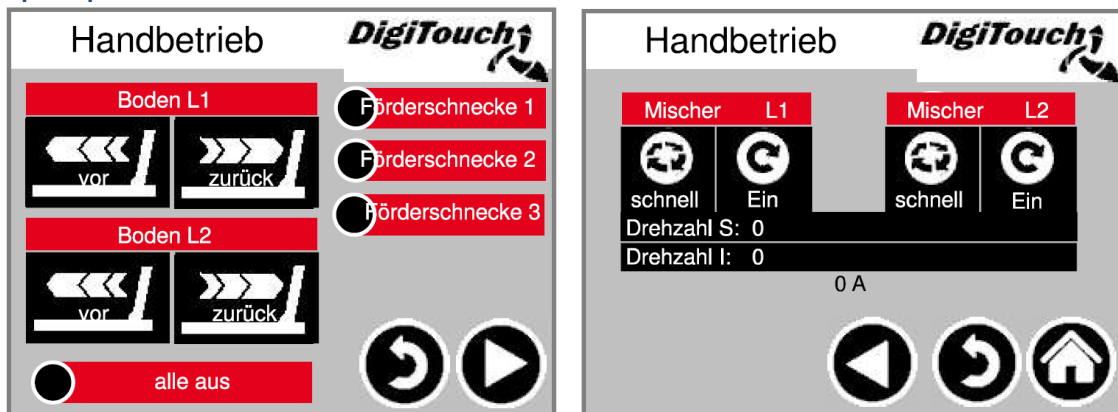 Handbetrieb
DigiTouch
Boden L1
vor
zurück
Boden L2
vor
zurück
alle aus
Förderschnecke 1
Förderschnecke 2
Förderschnecke 3
Handbetrieb
DigiTouch
Mischer L1
schnell
Ein
Mischer L2
schnell
Ein
Drehzahl S: 0
Drehzahl I: 0
0 A